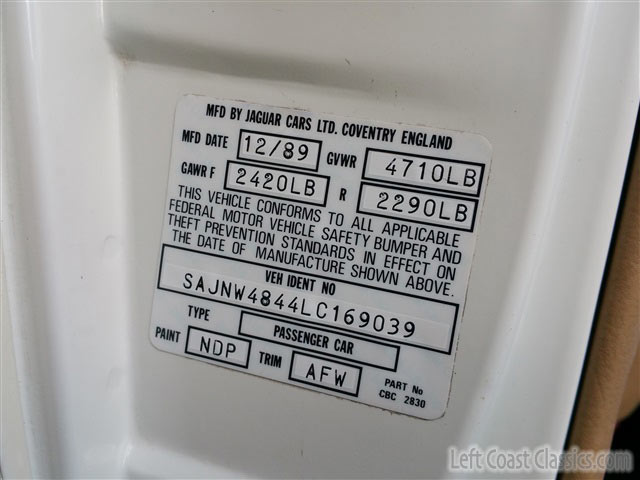 MFD BY JAGUAR CARS LTD. COVENTRY ENGLAND
MFD DATE 12/89 GVWR 4710LB
GAWR F 2420LB R 2290LB
THIS VEHICLE CONFORMS TO ALL APPLICABLE
FEDERAL MOTOR VEHICLE SAFETY BUMPER AND
THEFT PREVENTION STANDARDS IN EFFECT ON
THE DATE OF MANUFACTURE SHOWN ABOVE.
VEH IDENT NO
SAJNW4844LC169039
TYPE PASSENGER CAR
PAINT NDP TRIM AFW PART No
CBC 2830
Left Coast Classics.com